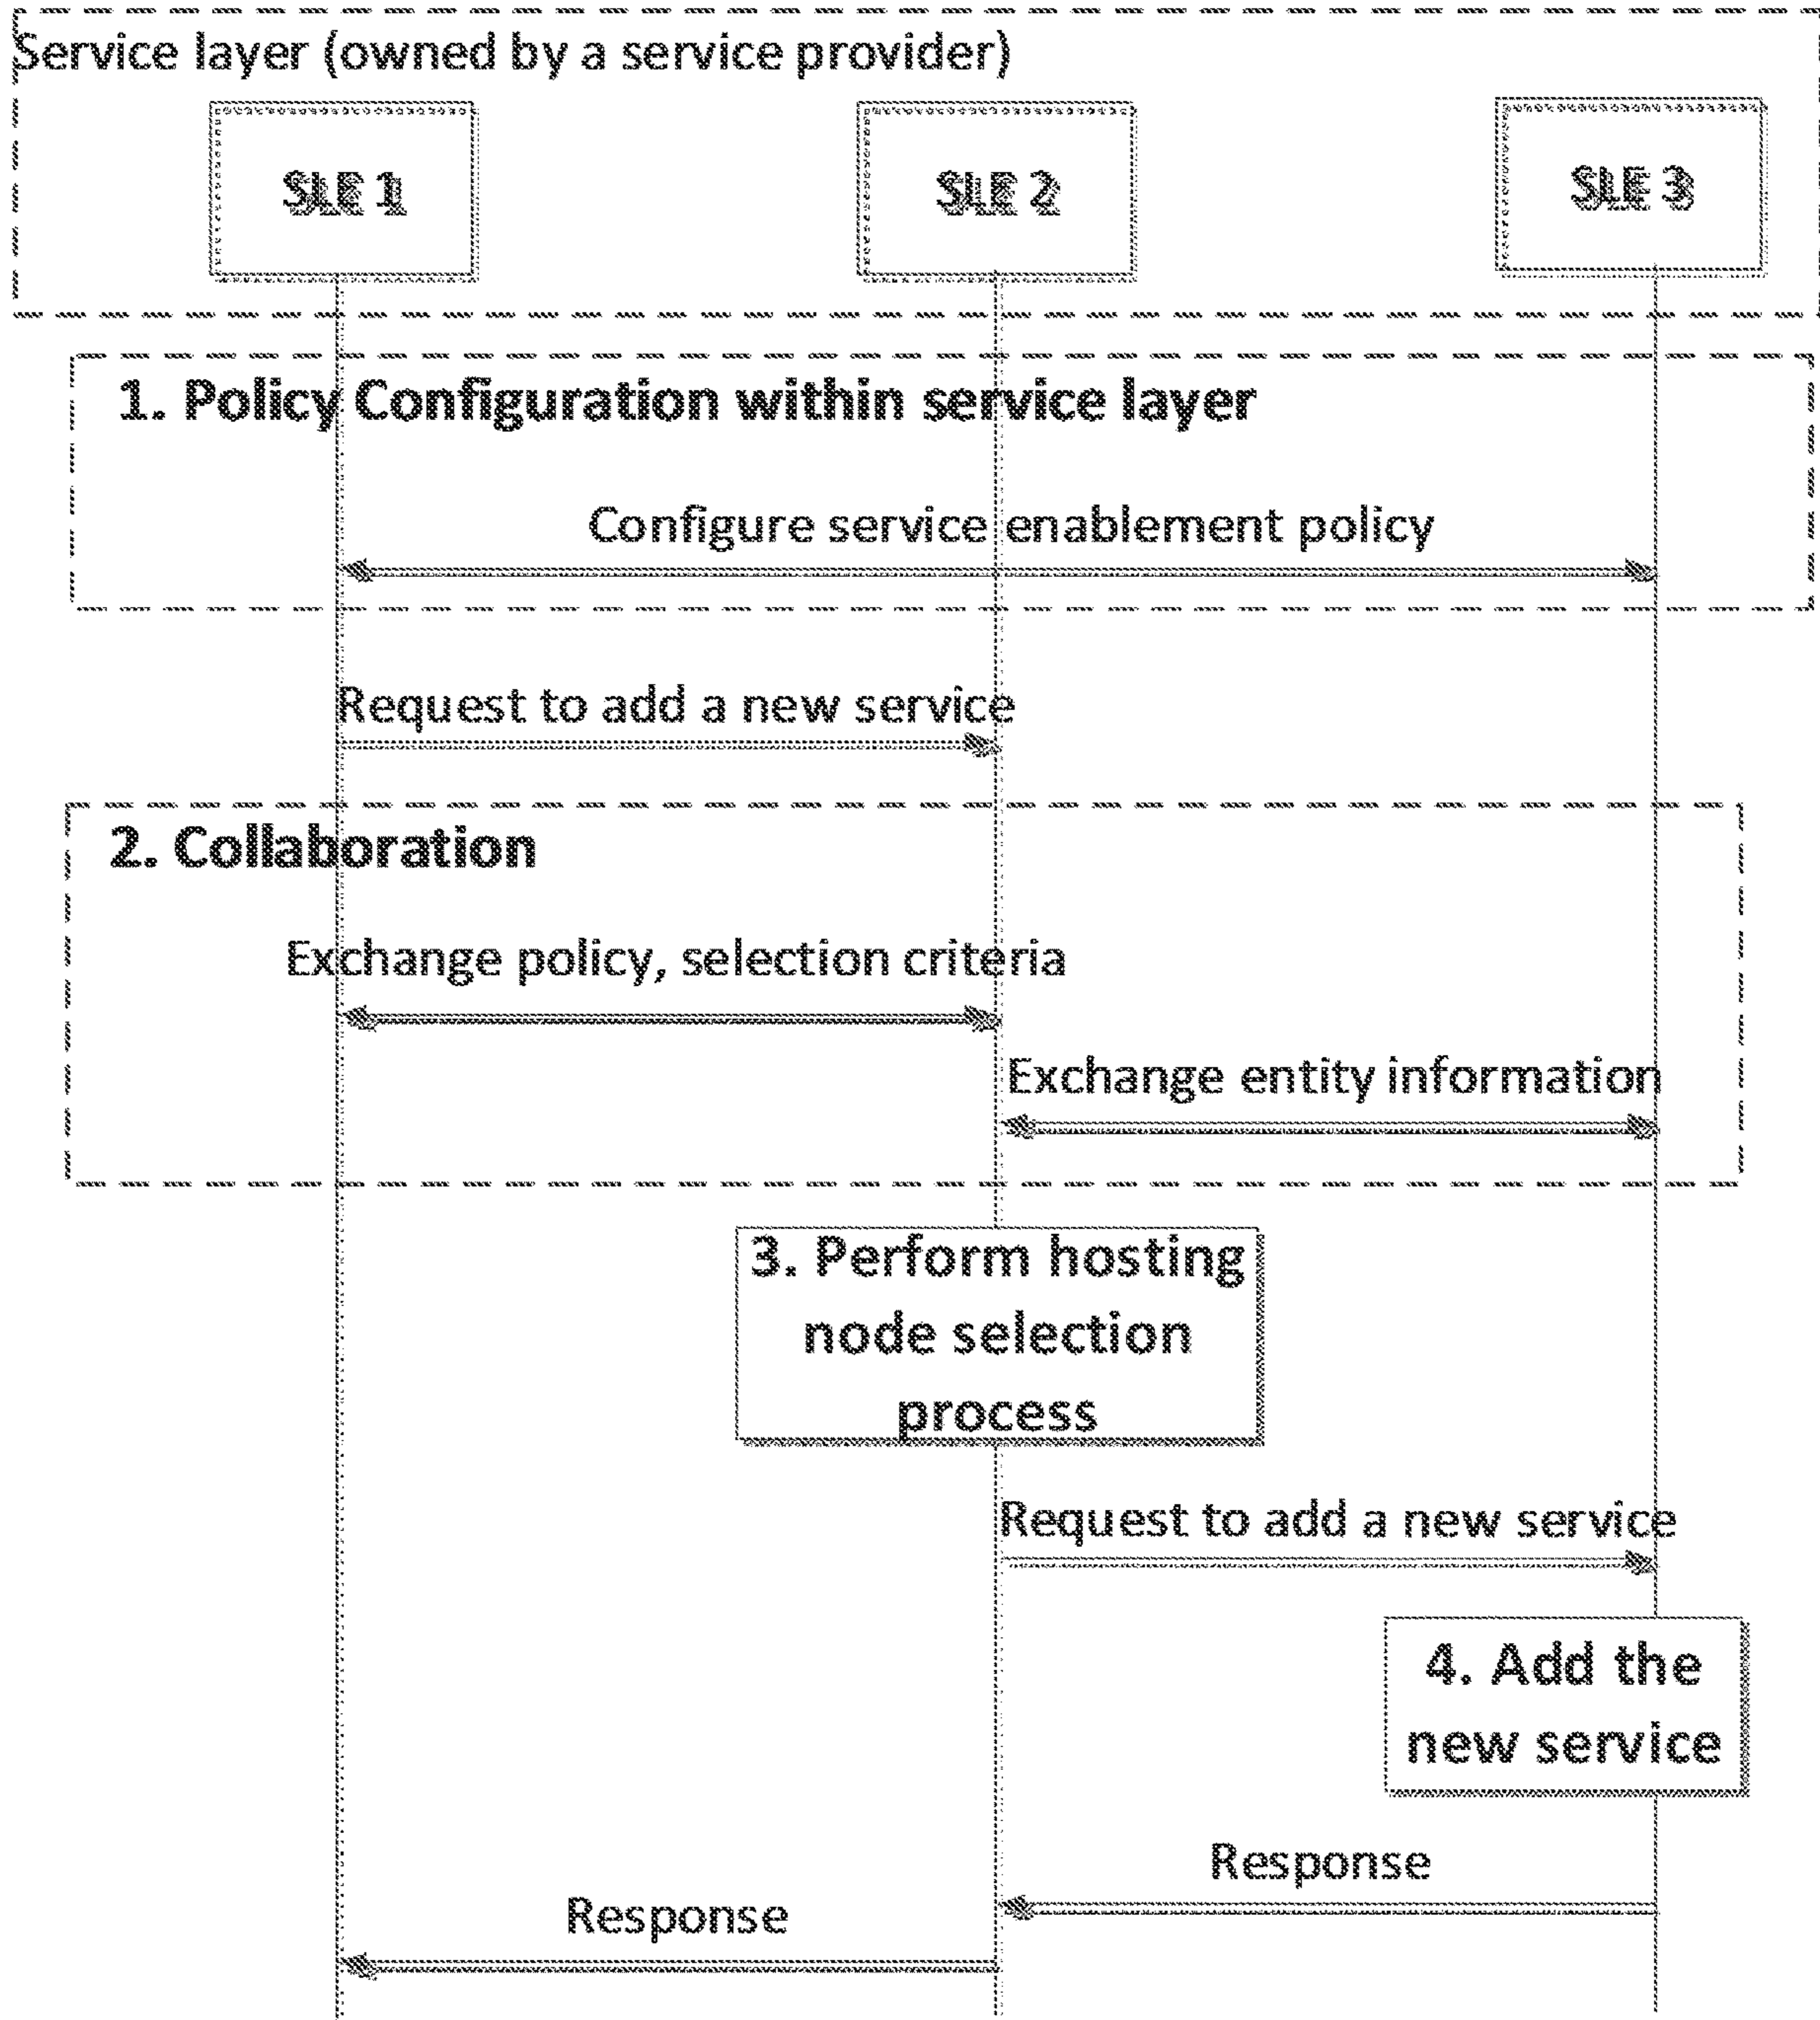 Service layer (owned by a service provider)
SLE 1
SLE 2
SLE 3
1. Policy Configuration within service layer
Configure service enablement policy
Request to add a new service
2. Collaboration
Exchange policy, selection criteria
Exchange entity information
3. Perform hosting
node selection
process
Request to add a new service
4. Add the
new service
Response
Response